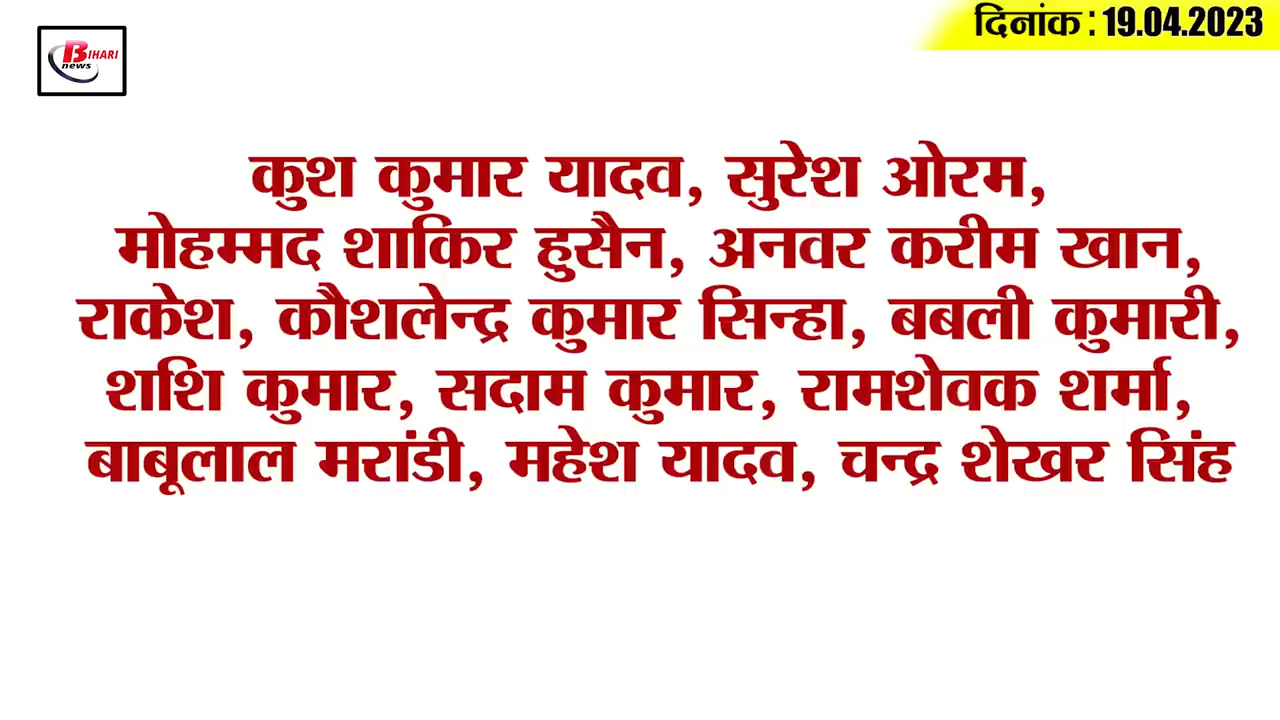 BIHARI
news
दिनांक : 19.04.2023
कुश कुमार यादव, सुरेश ओरम,
मोहम्मद शाकिर हुसैन, अनवर करीम खान,
राकेश, कौशलेन्द्र कुमार सिन्हा, बबली कुमारी,
शशि कुमार, सदाम कुमार, रामशेवक शर्मा,
बाबूलाल मरांडी, महेश यादव, चन्द्र शेखर सिंह